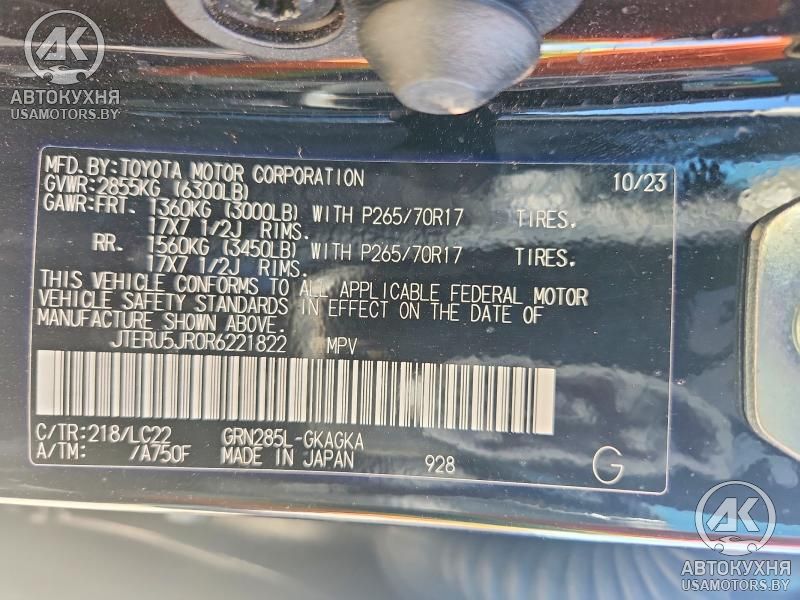 АК
АВТОКУХНЯ
USAMOTORS.BY
MFD. BY: TOYOTA MOTOR CORPORATION 10/23
GVWR: 2855KG (6300LB)
GAWR: FRT. 1360KG (3000LB) WITH P265/70R17 TIRES.
17X7 1/2J RIMS.
RR. 1560KG (3450LB) WITH P265/70R17 TIRES.
17X7 1/2J RIMS.
THIS VEHICLE CONFORMS TO ALL APPLICABLE FEDERAL MOTOR
VEHICLE SAFETY STANDARDS IN EFFECT ON THE DATE OF
MANUFACTURE SHOWN ABOVE.
JTERU5JR0R6221822 MPV
C/TR: 218/LC22 GRN285L-GKAGKA
A/TM: /A750F MADE IN JAPAN 928 G
АК
АВТОКУХНЯ
USAMOTORS.BY